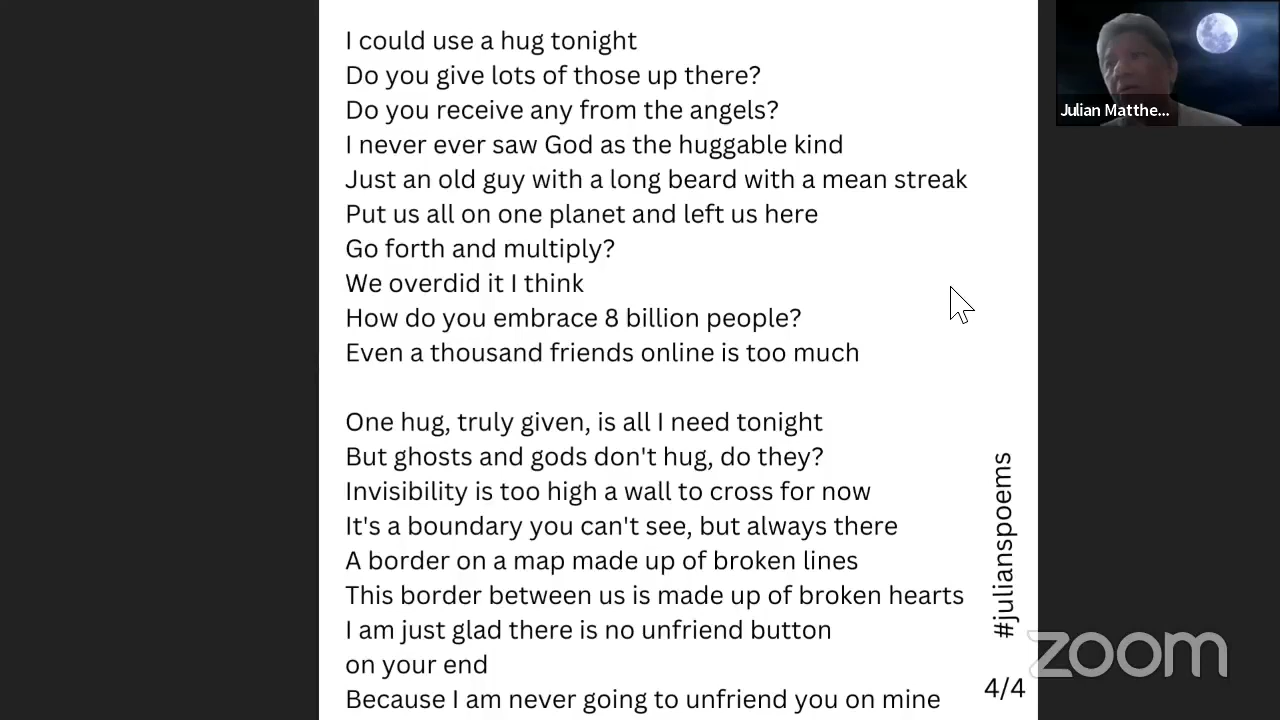 I could use a hug tonight
Do you give lots of those up there?
Do you receive any from the angels?
I never ever saw God as the huggable kind
Just an old guy with a long beard with a mean streak
Put us all on one planet and left us here
Go forth and multiply?
We overdid it I think
How do you embrace 8 billion people?
Even a thousand friends online is too much
One hug, truly given, is all I need tonight
But ghosts and gods don't hug, do they?
Invisibility is too high a wall to cross for now
It's a boundary you can't see, but always there
A border on a map made up of broken lines
This border between us is made up of broken hearts
I am just glad there is no unfriend button
on your end
Because I am never going to unfriend you on mine
#julianspoems
4/4
Julian Matthe...
zoom